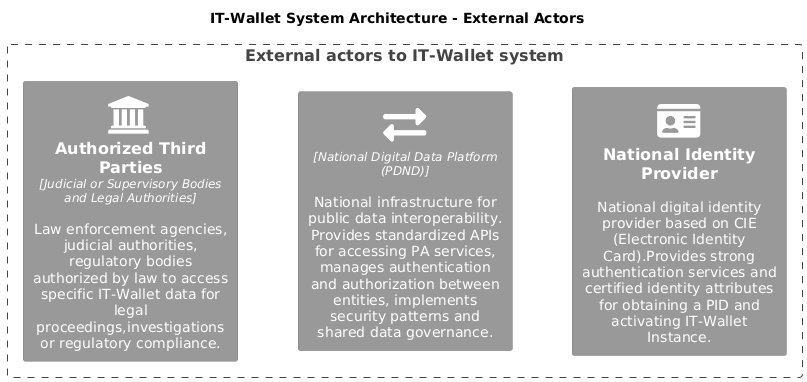 IT-Wallet System Architecture - External Actors
External actors to IT-Wallet system
Authorized Third
Parties
[Judicial or Supervisory Bodies
and Legal Authorities]
Law enforcement agencies,
judicial authorities,
regulatory bodies
authorized by law to access
specific IT-Wallet data for
legal
proceedings,investigations
or regulatory compliance.
[National Digital Data Platform
(PDND)]
National infrastructure for
public data interoperability.
Provides standardized APIs
for accessing PA services,
manages authentication
and authorization between
entities, implements
security patterns and
shared data governance.
National Identity
Provider
National digital identity
provider based on CIE
(Electronic Identity
Card).Provides strong
authentication services and
certified identity attributes
for obtaining a PID and
activating IT-Wallet
Instance.